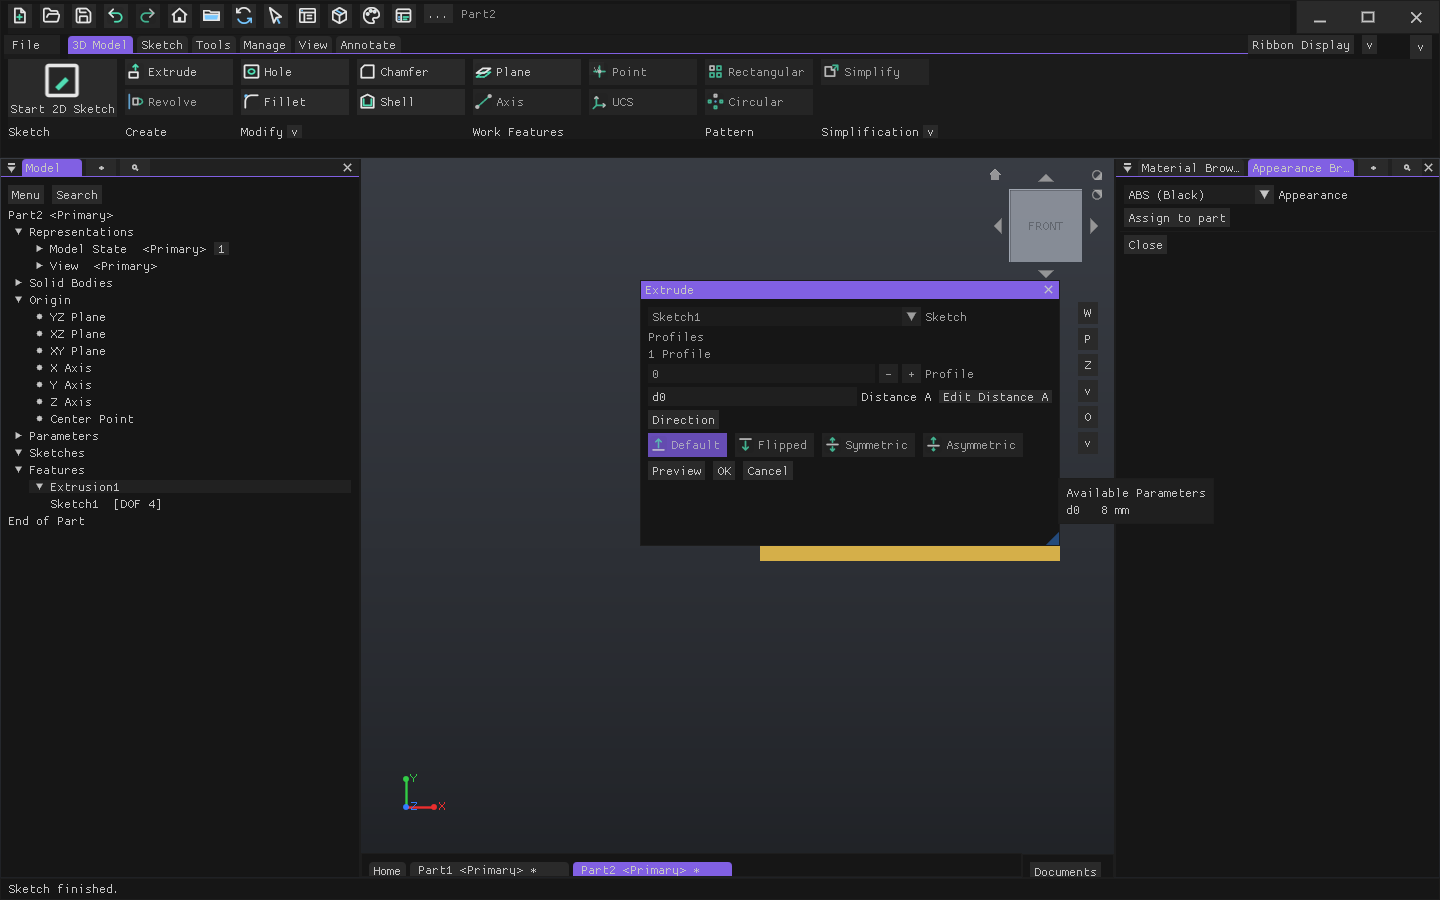 ... Part2
File 3D Model Sketch Tools Manage View Annotate Ribbon Display v v
Start 2D Sketch
Extrude Hole Chamfer Plane Point Rectangular Simplify
Revolve Fillet Shell Axis UCS Circular
Sketch Create Modify v Work Features Pattern Simplification v
Model
Menu Search
Part2 <Primary>
Representations
Model State <Primary> 1
View <Primary>
Solid Bodies
Origin
YZ Plane
XZ Plane
XY Plane
X Axis
Y Axis
Z Axis
Center Point
Parameters
Sketches
Features
Extrusion1
Sketch1 [DOF 4]
End of Part
FRONT
Extrude
Sketch1 Sketch
Profiles
1 Profile
0 - + Profile
d0 Distance A Edit Distance A
Direction
Default Flipped Symmetric Asymmetric
Preview OK Cancel
W
P
Z
v
O
v
Available Parameters
d0 8 mm
Material Brow… Appearance Br…
ABS (Black) Appearance
Assign to part
Close
Y
Z X
Home Part1 <Primary> * Part2 <Primary> * Documents
Sketch finished.